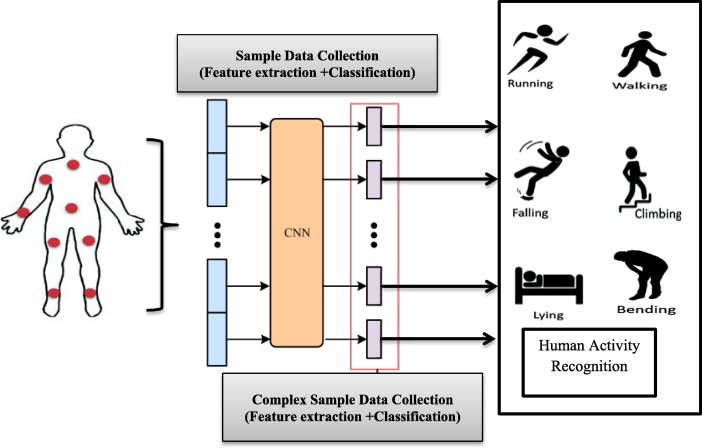 Sample Data Collection
(Feature extraction +Classification)
Running
Walking
Falling
Climbing
CNN
Lying
Bending
Human Activity
Recognition
Complex Sample Data Collection
(Feature extraction +Classification)